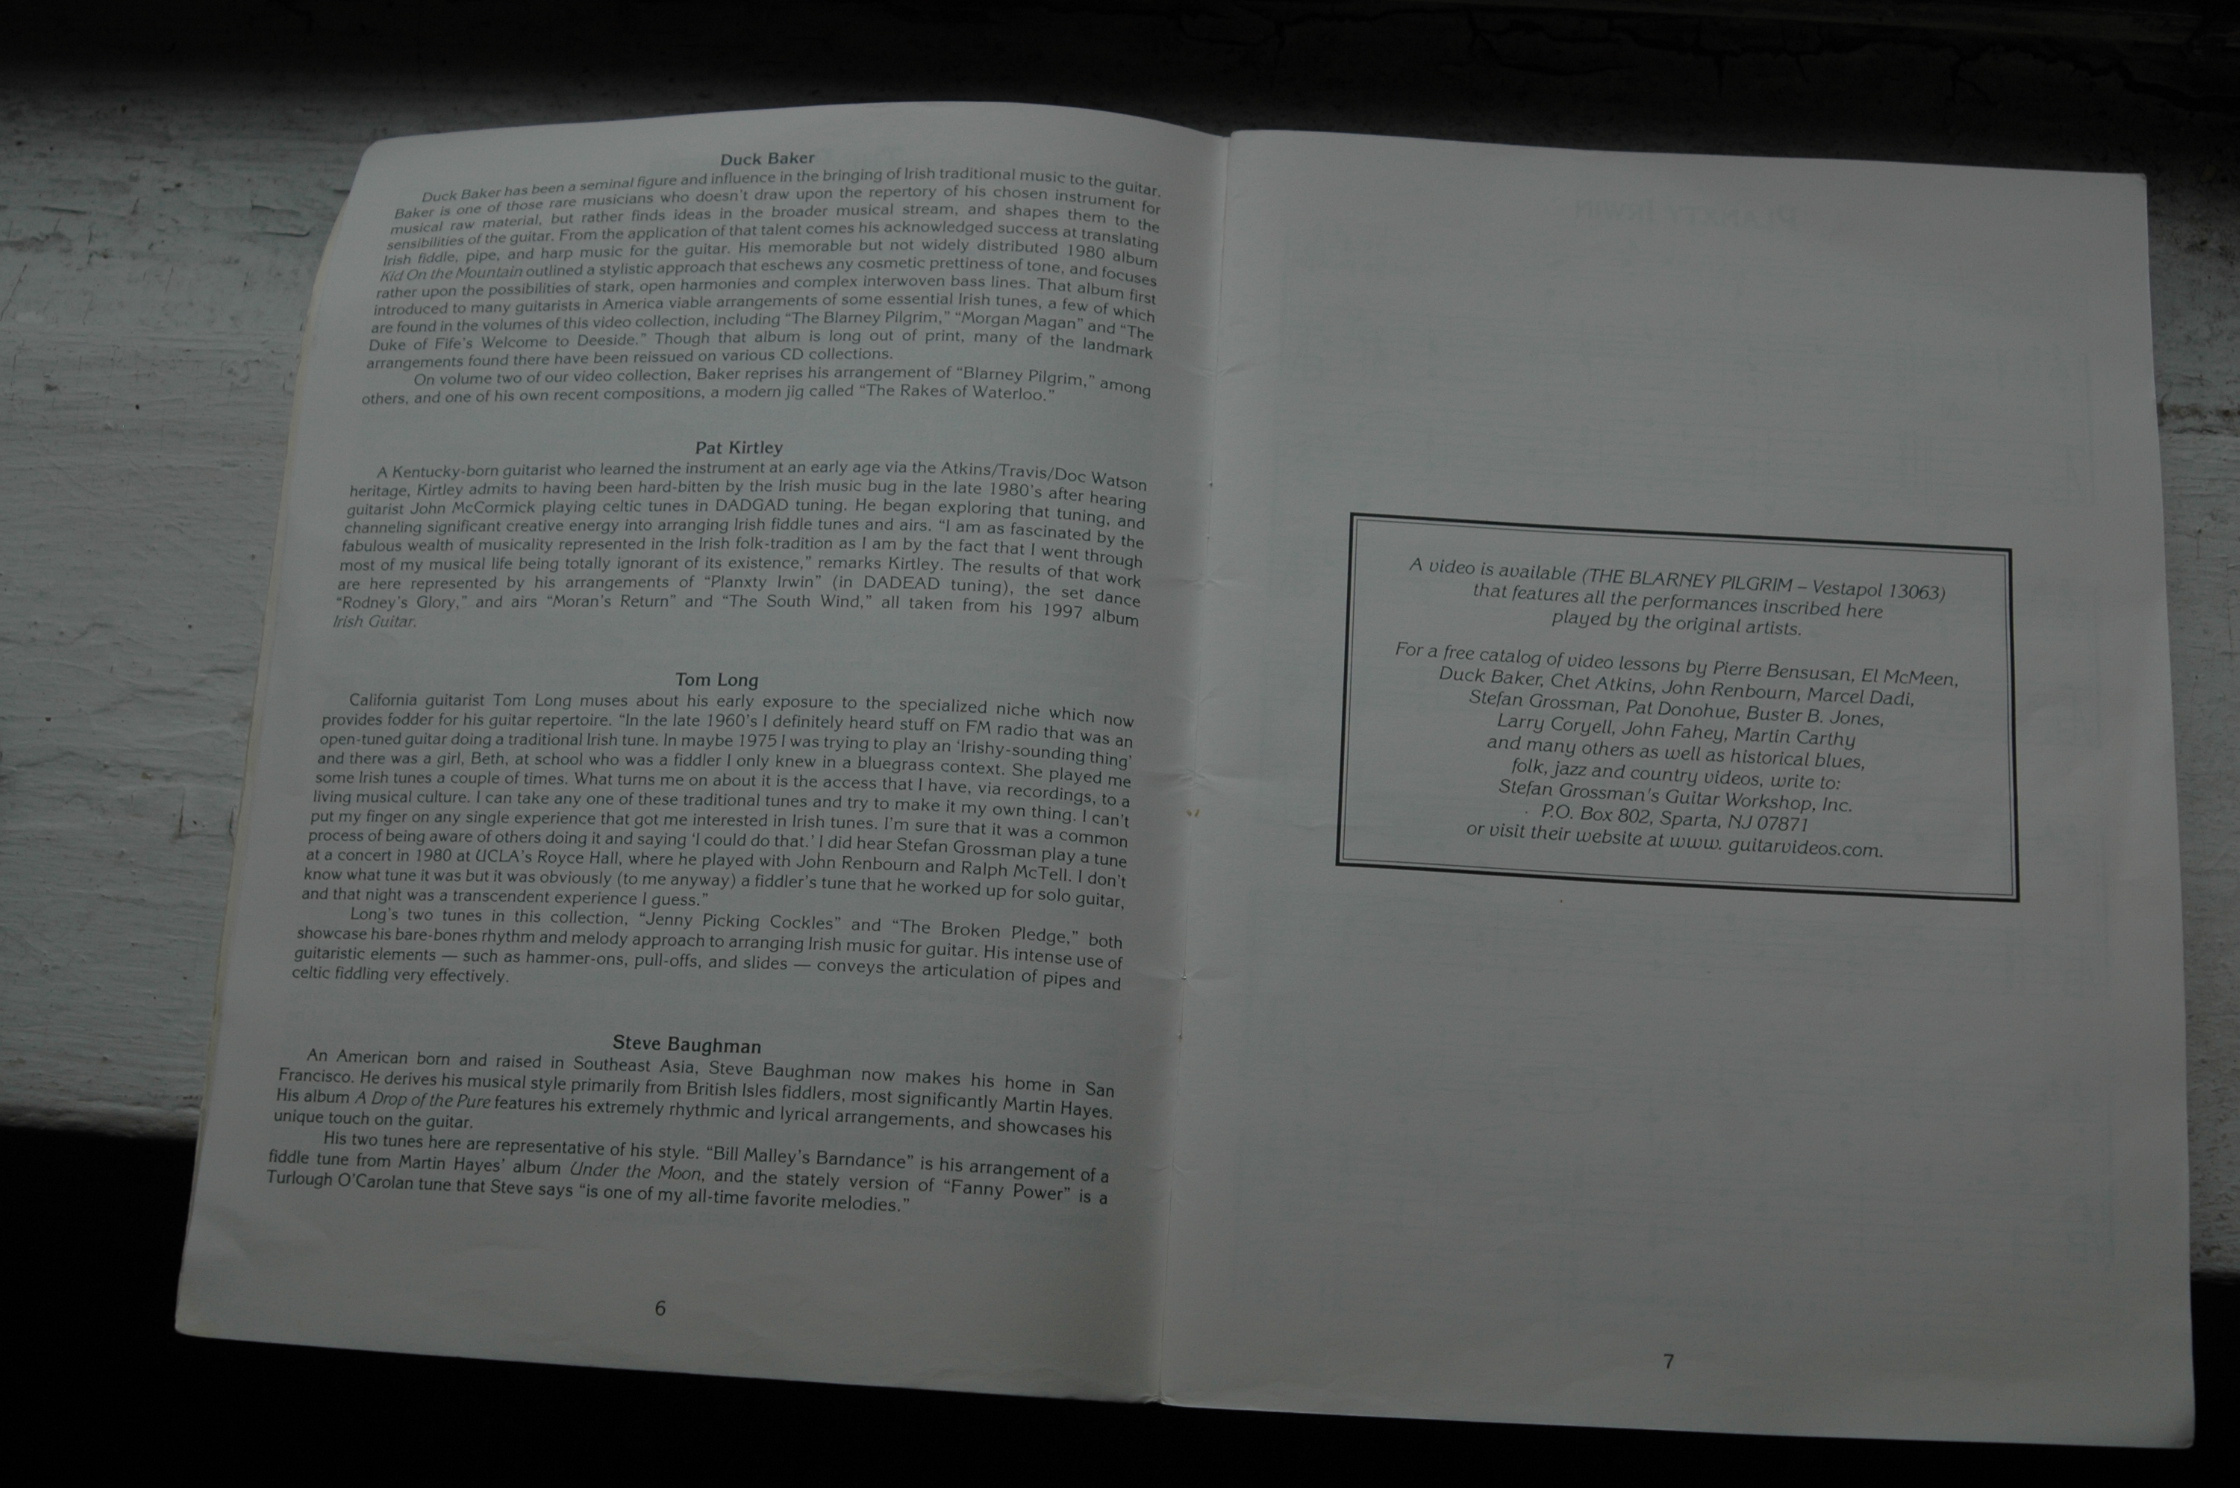 Duck Baker
Duck Baker has been a seminal figure and influence in the bringing of Irish traditional music to the guitar.
Baker is one of those rare musicians who doesn't draw upon the repertory of his chosen instrument for
musical raw material, but rather finds ideas in the broader musical stream, and shapes them to the
sensibilities of the guitar. From the application of that talent comes his acknowledged success at translating
Irish fiddle, pipe, and harp music for the guitar. His memorable but not widely distributed 1980 album
Kid On the Mountain outlined a stylistic approach that eschews any cosmetic prettiness of tone, and focuses
rather upon the possibilities of stark, open harmonies and complex interwoven bass lines. That album first
introduced to many guitarists in America viable arrangements of some essential Irish tunes, a few of which
are found in the volumes of this video collection, including “The Blarney Pilgrim,” “Morgan Magan” and “The
Duke of Fife's Welcome to Deeside.” Though that album is long out of print, many of the landmark
arrangements found there have been reissued on various CD collections.
On volume two of our video collection, Baker reprises his arrangement of “Blarney Pilgrim,” among
others, and one of his own recent compositions, a modern jig called “The Rakes of Waterloo.”
Pat Kirtley
A Kentucky-born guitarist who learned the instrument at an early age via the Atkins/Travis/Doc Watson
heritage, Kirtley admits to having been hard-bitten by the Irish music bug in the late 1980's after hearing
guitarist John McCormick playing celtic tunes in DADGAD tuning. He began exploring that tuning, and
channeling significant creative energy into arranging Irish fiddle tunes and airs. “I am as fascinated by the
fabulous wealth of musicality represented in the Irish folk-tradition as I am by the fact that I went through
most of my musical life being totally ignorant of its existence,” remarks Kirtley. The results of that work
are here represented by his arrangements of “Planxty Irwin” (in DADEAD tuning), the set dance
“Rodney's Glory,” and airs “Moran's Return” and “The South Wind,” all taken from his 1997 album
Irish Guitar.
Tom Long
California guitarist Tom Long muses about his early exposure to the specialized niche which now
provides fodder for his guitar repertoire. “In the late 1960's I definitely heard stuff on FM radio that was an
open-tuned guitar doing a traditional Irish tune. In maybe 1975 I was trying to play an ‘Irishy-sounding thing’
and there was a girl, Beth, at school who was a fiddler I only knew in a bluegrass context. She played me
some Irish tunes a couple of times. What turns me on about it is the access that I have, via recordings, to a
living musical culture. I can take any one of these traditional tunes and try to make it my own thing. I can't
put my finger on any single experience that got me interested in Irish tunes. I'm sure that it was a common
process of being aware of others doing it and saying ‘I could do that.’ I did hear Stefan Grossman play a tune
at a concert in 1980 at UCLA's Royce Hall, where he played with John Renbourn and Ralph McTell. I don't
know what tune it was but it was obviously (to me anyway) a fiddler's tune that he worked up for solo guitar,
and that night was a transcendent experience I guess.”
Long's two tunes in this collection, “Jenny Picking Cockles” and “The Broken Pledge,” both
showcase his bare-bones rhythm and melody approach to arranging Irish music for guitar. His intense use of
guitaristic elements — such as hammer-ons, pull-offs, and slides — conveys the articulation of pipes and
celtic fiddling very effectively.
Steve Baughman
An American born and raised in Southeast Asia, Steve Baughman now makes his home in San
Francisco. He derives his musical style primarily from British Isles fiddlers, most significantly Martin Hayes.
His album A Drop of the Pure features his extremely rhythmic and lyrical arrangements, and showcases his
unique touch on the guitar.
His two tunes here are representative of his style. “Bill Malley's Barndance” is his arrangement of a
fiddle tune from Martin Hayes' album Under the Moon, and the stately version of “Fanny Power” is a
Turlough O'Carolan tune that Steve says “is one of my all-time favorite melodies.”
6
A video is available (THE BLARNEY PILGRIM – Vestapol 13063)
that features all the performances inscribed here
played by the original artists.
For a free catalog of video lessons by Pierre Bensusan, El McMeen,
Duck Baker, Chet Atkins, John Renbourn, Marcel Dadi,
Stefan Grossman, Pat Donohue, Buster B. Jones,
Larry Coryell, John Fahey, Martin Carthy
and many others as well as historical blues,
folk, jazz and country videos, write to:
Stefan Grossman's Guitar Workshop, Inc.
P.O. Box 802, Sparta, NJ 07871
or visit their website at www. guitarvideos.com.
7